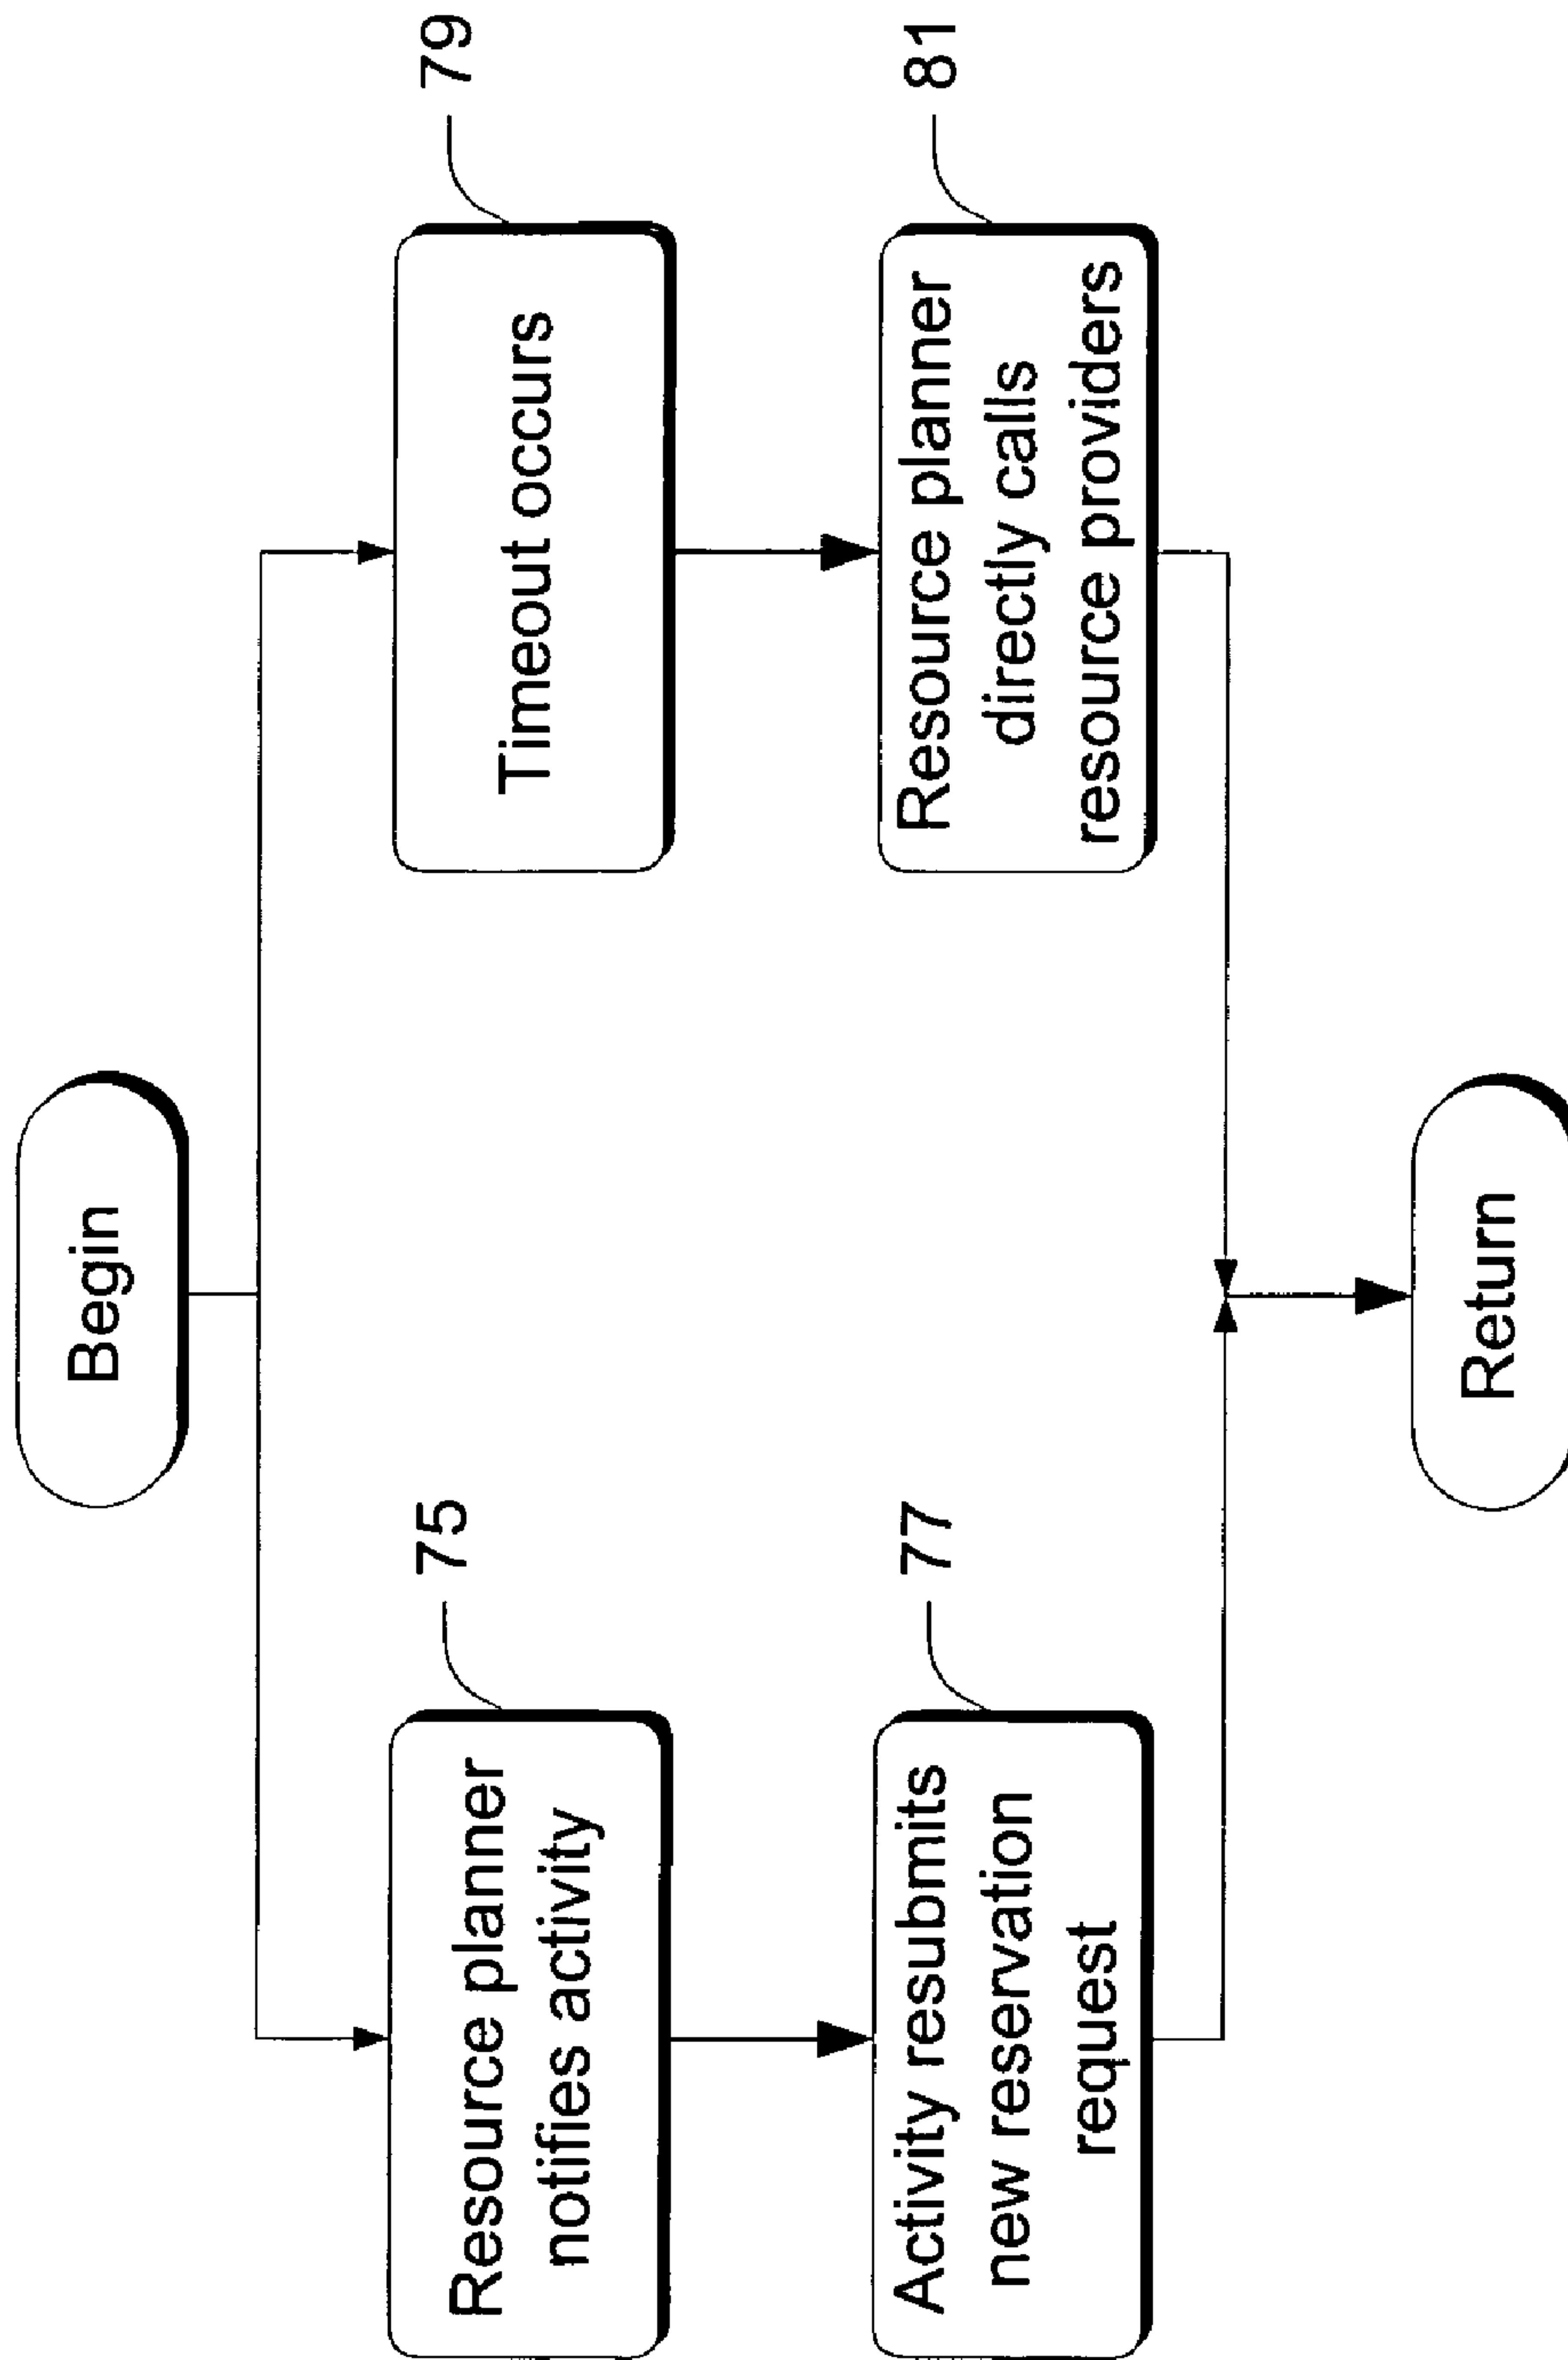 Begin
75
Resource planner
notifies activity
77
Activity resubmits
new reservation
request
79
Timeout occurs
81
Resource planner
directly calls
resource providers
Return